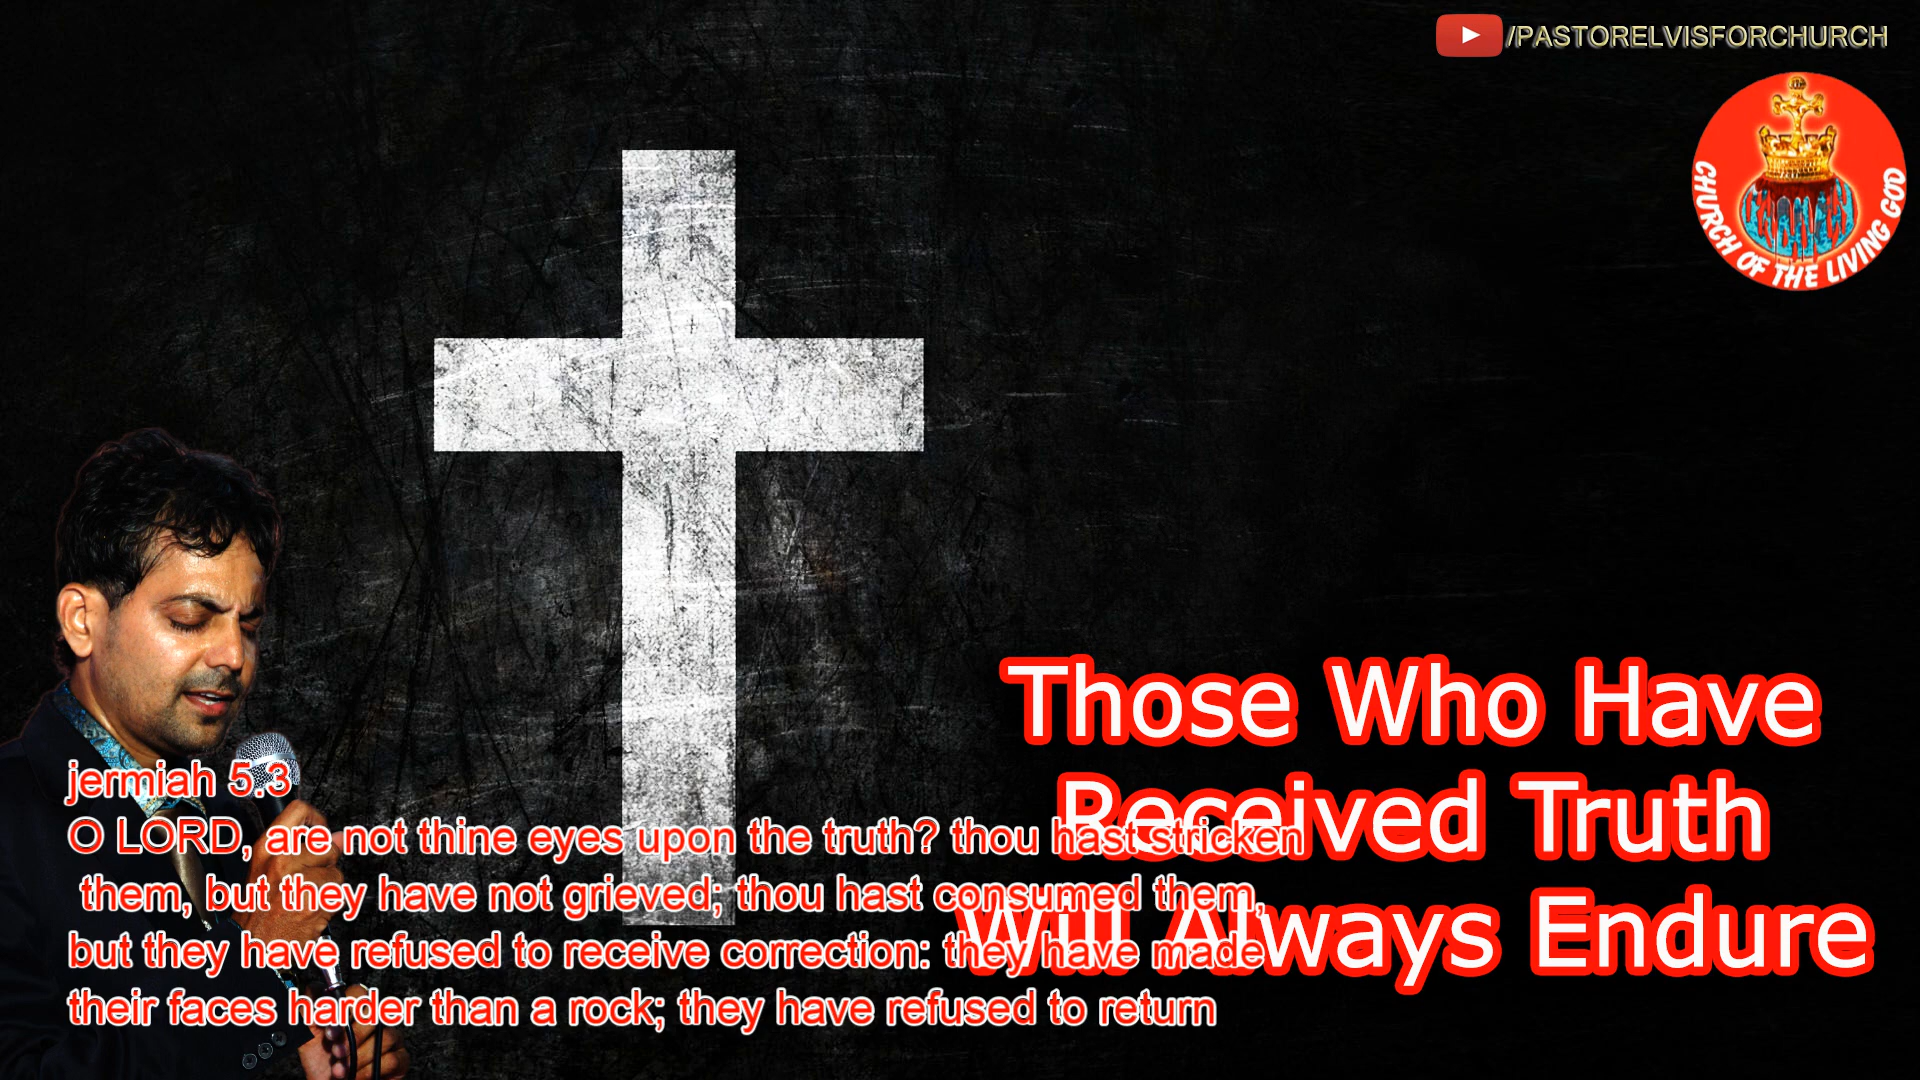 /PASTORELVISFORCHURCH
CHURCH OF THE LIVING GOD
Those Who Have
Received Truth
Will Always Endure
jermiah 5:3
O LORD, are not thine eyes upon the truth? thou hast stricken
them, but they have not grieved; thou hast consumed them,
but they have refused to receive correction: they have made
their faces harder than a rock; they have refused to return